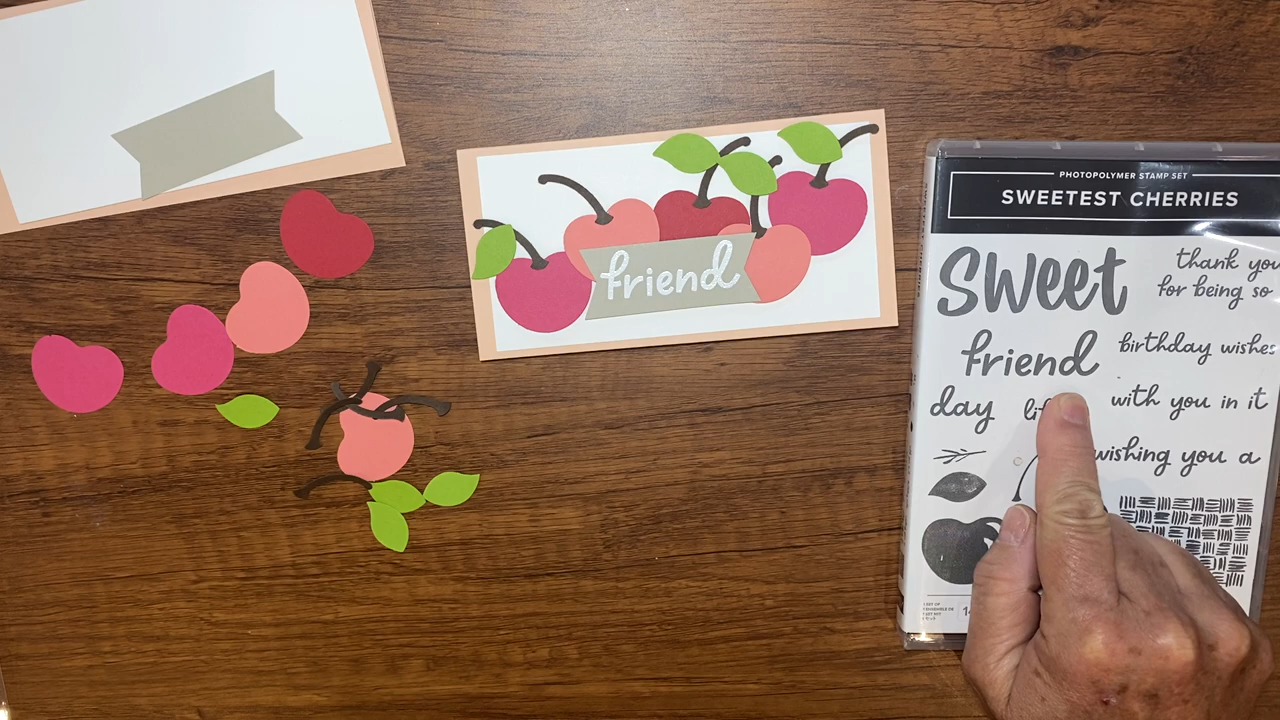 friend
PHOTOPOLYMER STAMP SET
SWEETEST CHERRIES
Sweet
thank you
for being so
friend
birthday wishes
day
with you in it
wishing you a